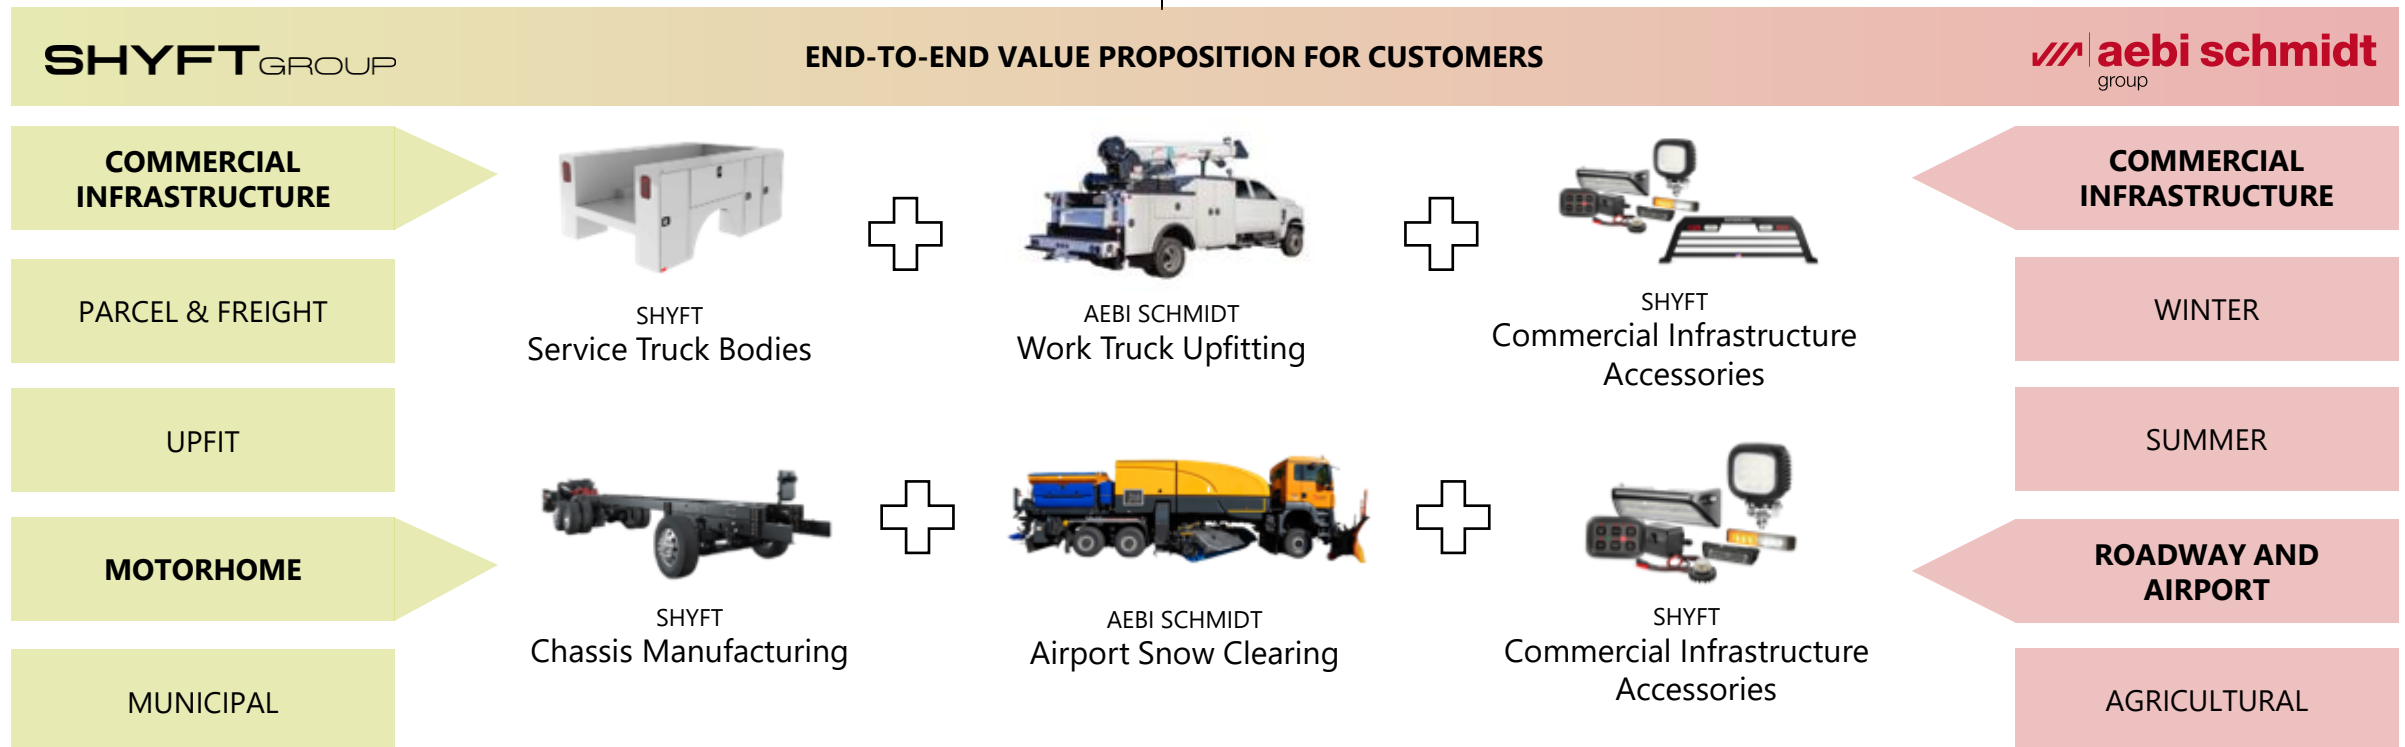 SHYFTGROUP
END-TO-END VALUE PROPOSITION FOR CUSTOMERS
aebi schmidt
group
COMMERCIAL
INFRASTRUCTURE
PARCEL & FREIGHT
UPFIT
MOTORHOME
MUNICIPAL
SHYFT
Service Truck Bodies
AEBI SCHMIDT
Work Truck Upfitting
SHYFT
Commercial Infrastructure
Accessories
SHYFT
Chassis Manufacturing
AEBI SCHMIDT
Airport Snow Clearing
SHYFT
Commercial Infrastructure
Accessories
COMMERCIAL
INFRASTRUCTURE
WINTER
SUMMER
ROADWAY AND
AIRPORT
AGRICULTURAL